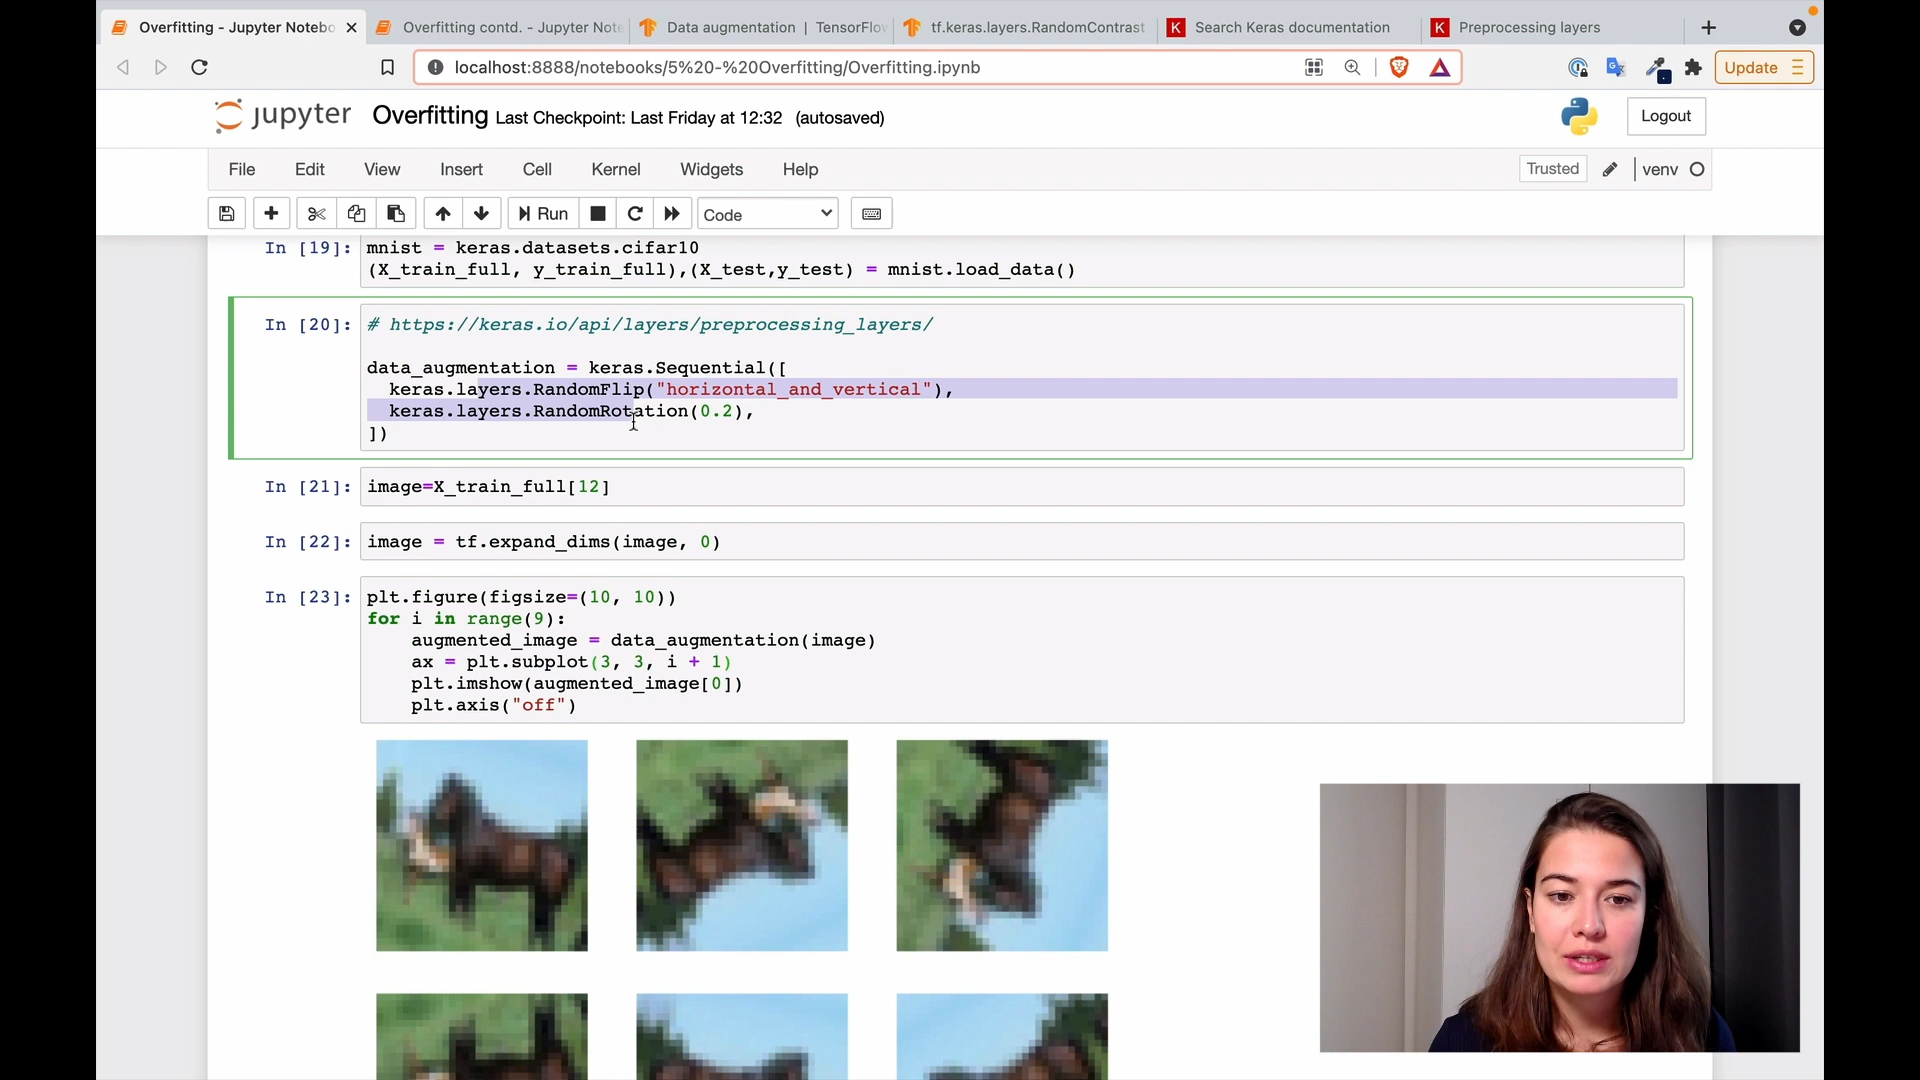 Overfitting - Jupyter Notebo
Overfitting contd. - Jupyter Note
Data augmentation | TensorFlow
tf.keras.layers.RandomContrast
K Search Keras documentation
K Preprocessing layers
localhost:8888/notebooks/5%20-%20Overfitting/Overfitting.ipynb
Update
jupyter Overfitting Last Checkpoint: Last Friday at 12:32 (autosaved)
Logout
File Edit View Insert Cell Kernel Widgets Help
Trusted venv
Run Code
In [19]: mnist = keras.datasets.cifar10
(X_train_full, y_train_full),(X_test,y_test) = mnist.load_data()
In [20]: # https://keras.io/api/layers/preprocessing_layers/
data_augmentation = keras.Sequential([
keras.layers.RandomFlip("horizontal_and_vertical"),
keras.layers.RandomRotation(0.2),
])
In [21]: image=X_train_full[12]
In [22]: image = tf.expand_dims(image, 0)
In [23]: plt.figure(figsize=(10, 10))
for i in range(9):
augmented_image = data_augmentation(image)
ax = plt.subplot(3, 3, i + 1)
plt.imshow(augmented_image[0])
plt.axis("off")